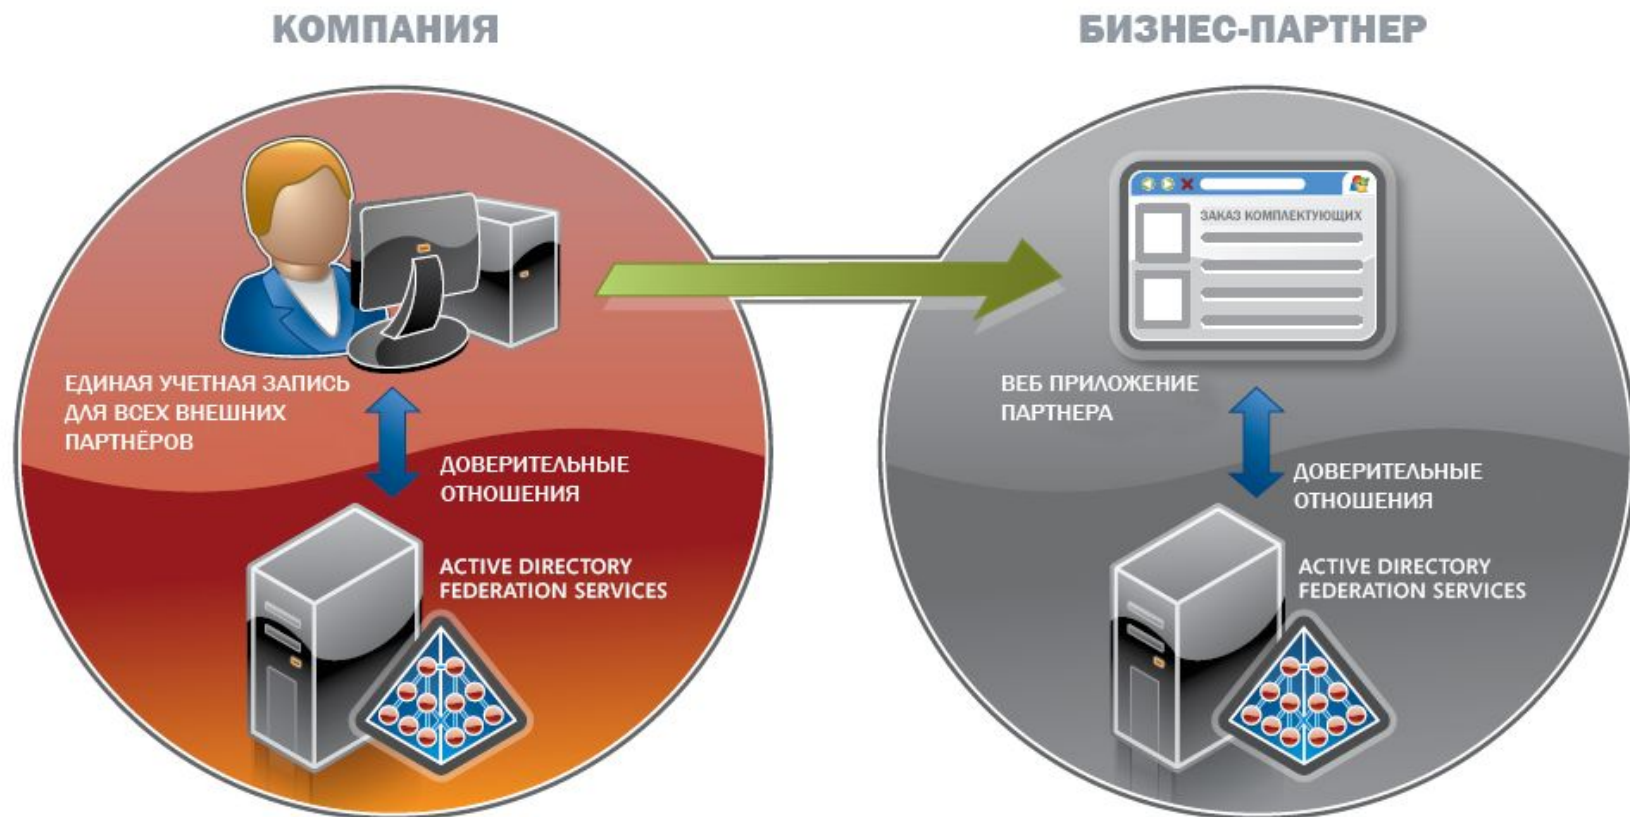 КОМПАНИЯ
БИЗНЕС-ПАРТНЕР
ЗАКАЗ КОМПЛЕКТУЮЩИХ
ЕДИНАЯ УЧЕТНАЯ ЗАПИСЬ
ДЛЯ ВСЕХ ВНЕШНИХ
ПАРТНЁРОВ
ВЕБ ПРИЛОЖЕНИЕ
ПАРТНЕРА
ДОВЕРИТЕЛЬНЫЕ
ОТНОШЕНИЯ
ДОВЕРИТЕЛЬНЫЕ
ОТНОШЕНИЯ
ACTIVE DIRECTORY
FEDERATION SERVICES
ACTIVE DIRECTORY
FEDERATION SERVICES